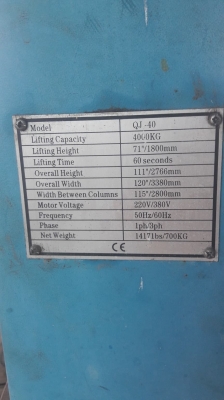 Model QJ-40
Lifting Capacity 4000KG
Lifting Height 71"/1800mm
Lifting Time 60 seconds
Overall Height 111"/2766mm
Overall Width 120"/3380mm
Width Between Columns 115"/2800mm
Motor Voltage 220V/380V
Frequency 50Hz/60Hz
Phase 1ph/3ph
Net Weight 1417lbs/700KG
CE